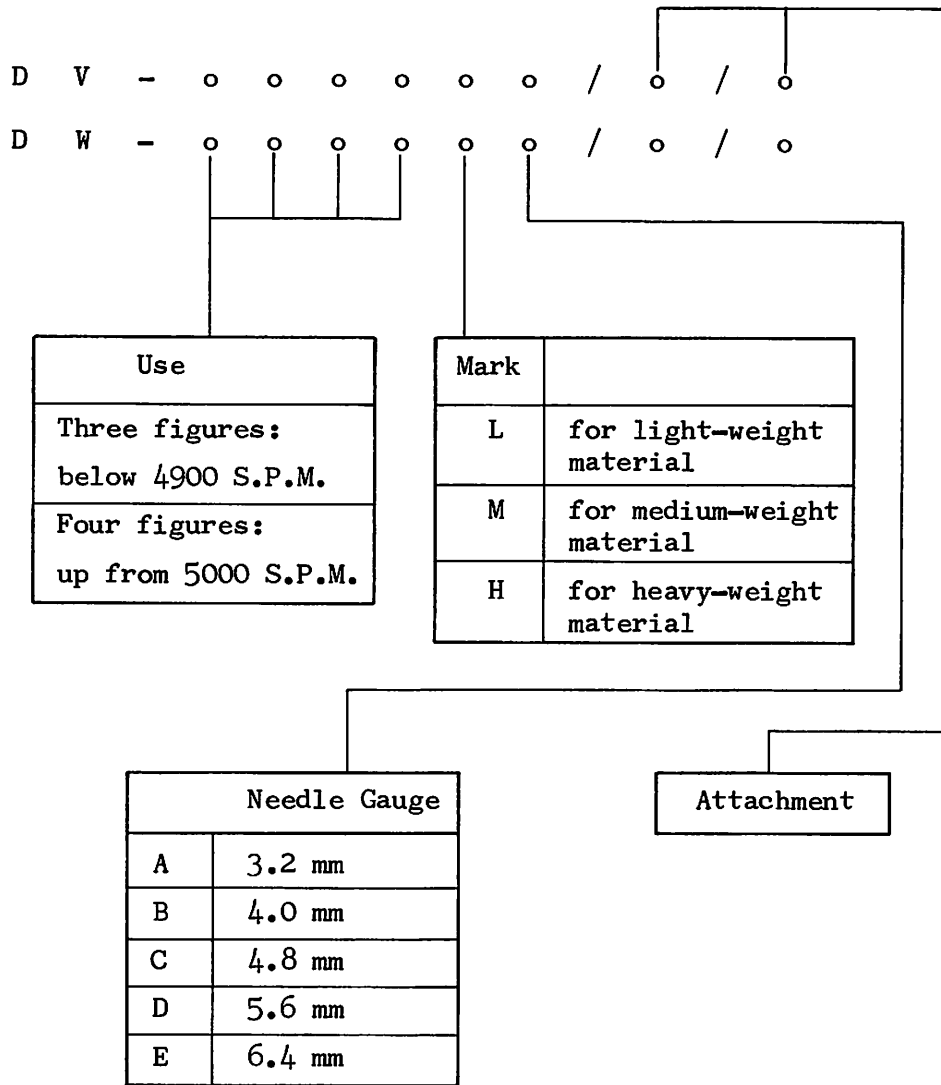 D V - o o o o o o / o / o
D W - o o o o o o / o / o
Use
Three figures:
below 4900 S.P.M.
Four figures:
up from 5000 S.P.M.
Mark
L for light-weight
material
M for medium-weight
material
H for heavy-weight
material
Needle Gauge
A 3.2 mm
B 4.0 mm
C 4.8 mm
D 5.6 mm
E 6.4 mm
Attachment